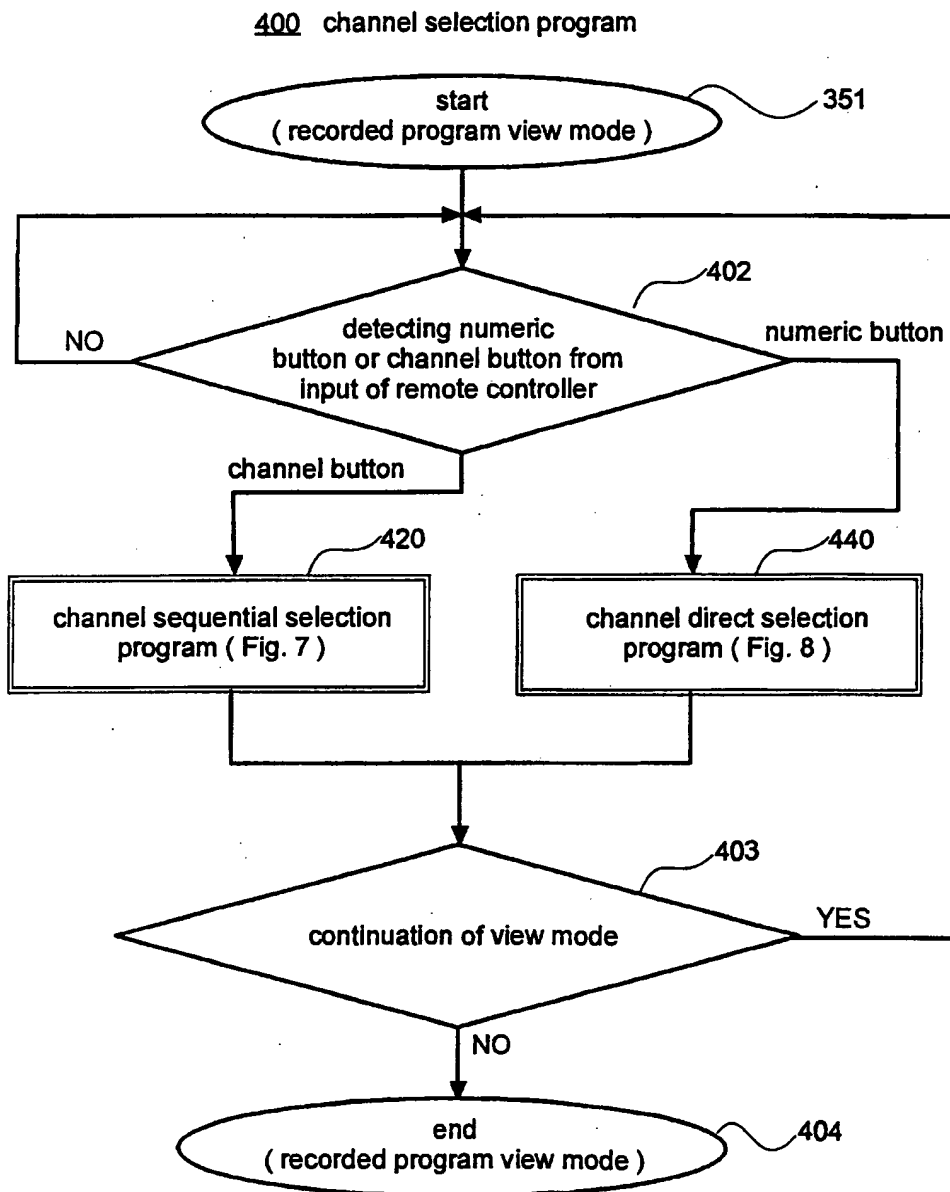 400 channel selection program
start
( recorded program view mode )
351
402
detecting numeric
button or channel button from
input of remote controller
NO
numeric button
channel button
420
440
channel sequential selection
program ( Fig. 7 )
channel direct selection
program ( Fig. 8 )
403
continuation of view mode
YES
NO
end
( recorded program view mode )
404